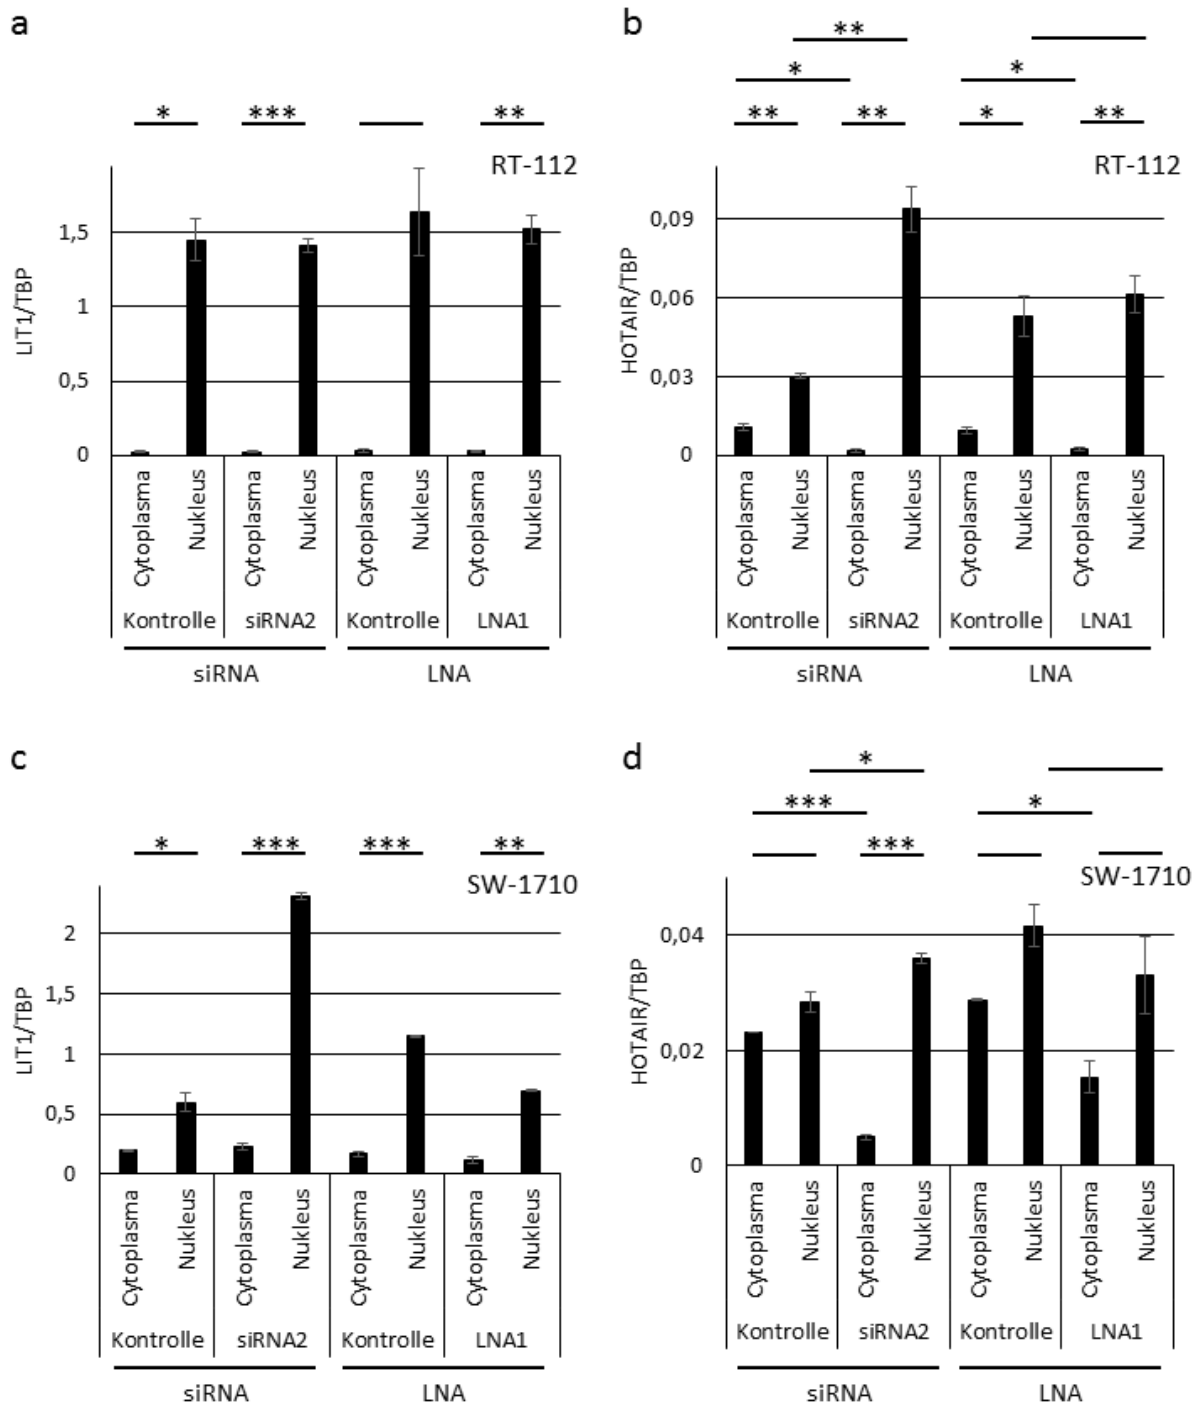 a
* *** **
RT-112
1,5
1
0,5
0
LIT1/TBP
Cytoplasma Nukleus Cytoplasma Nukleus Cytoplasma Nukleus Cytoplasma Nukleus
Kontrolle siRNA2 Kontrolle LNA1
siRNA LNA
b
**
* *
** ** * **
RT-112
0,09
0,06
0,03
0
HOTAIR/TBP
Cytoplasma Nukleus Cytoplasma Nukleus Cytoplasma Nukleus Cytoplasma Nukleus
Kontrolle siRNA2 Kontrolle LNA1
siRNA LNA
c
* *** *** **
SW-1710
2
1,5
1
0,5
0
LIT1/TBP
Cytoplasma Nukleus Cytoplasma Nukleus Cytoplasma Nukleus Cytoplasma Nukleus
Kontrolle siRNA2 Kontrolle LNA1
siRNA LNA
d
*
*** *
***
SW-1710
0,04
0,02
0
HOTAIR/TBP
Cytoplasma Nukleus Cytoplasma Nukleus Cytoplasma Nukleus Cytoplasma Nukleus
Kontrolle siRNA2 Kontrolle LNA1
siRNA LNA